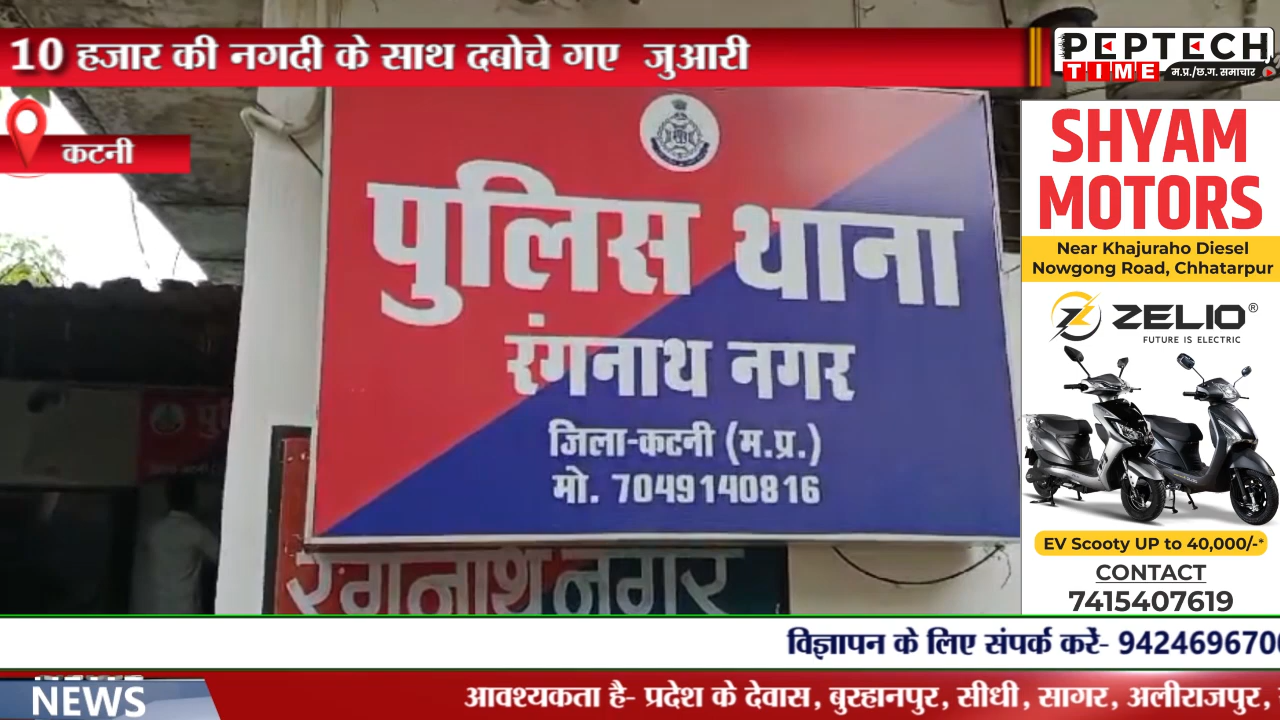 10 हजार की नगदी के साथ दबोचे गए जुआरी
PEPTECH
TIME म.प्र./छ.ग. समाचार
कटनी
पुलिस थाना
रंगनाथ नगर
जिला-कटनी (म.प्र.)
मो. 7049140816
रंगनाथ नगर
SHYAM
MOTORS
Near Khajuraho Diesel
Nowgong Road, Chhatarpur
ZELIO®
FUTURE IS ELECTRIC
EV Scooty UP to 40,000/-*
CONTACT
7415407619
विज्ञापन के लिए संपर्क करें- 942469670
NEWS
आवश्यकता है- प्रदेश के देवास, बुरहानपुर, सीधी, सागर, अलीराजपुर,